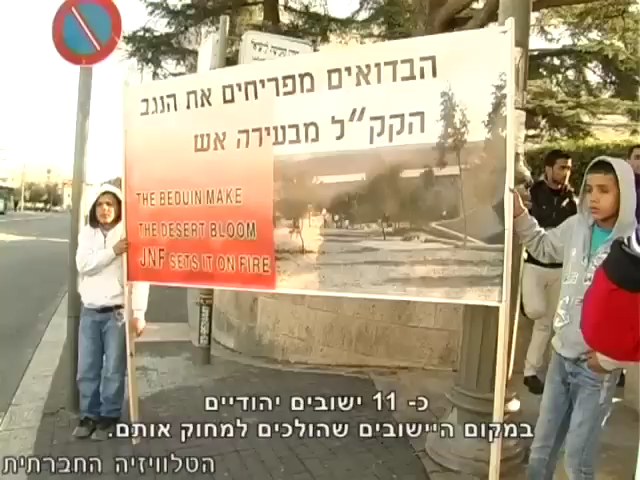 הבדואים מפריחים את הנגב
הקק״ל מבעירה אש
THE BEDUIN MAKE
THE DESERT BLOOM
JNF SETS IT ON FIRE
כ- 11 ישובים יהודיים
במקום היישובים שהולכים למחוק אותם.
הטלוויזיה החברתית